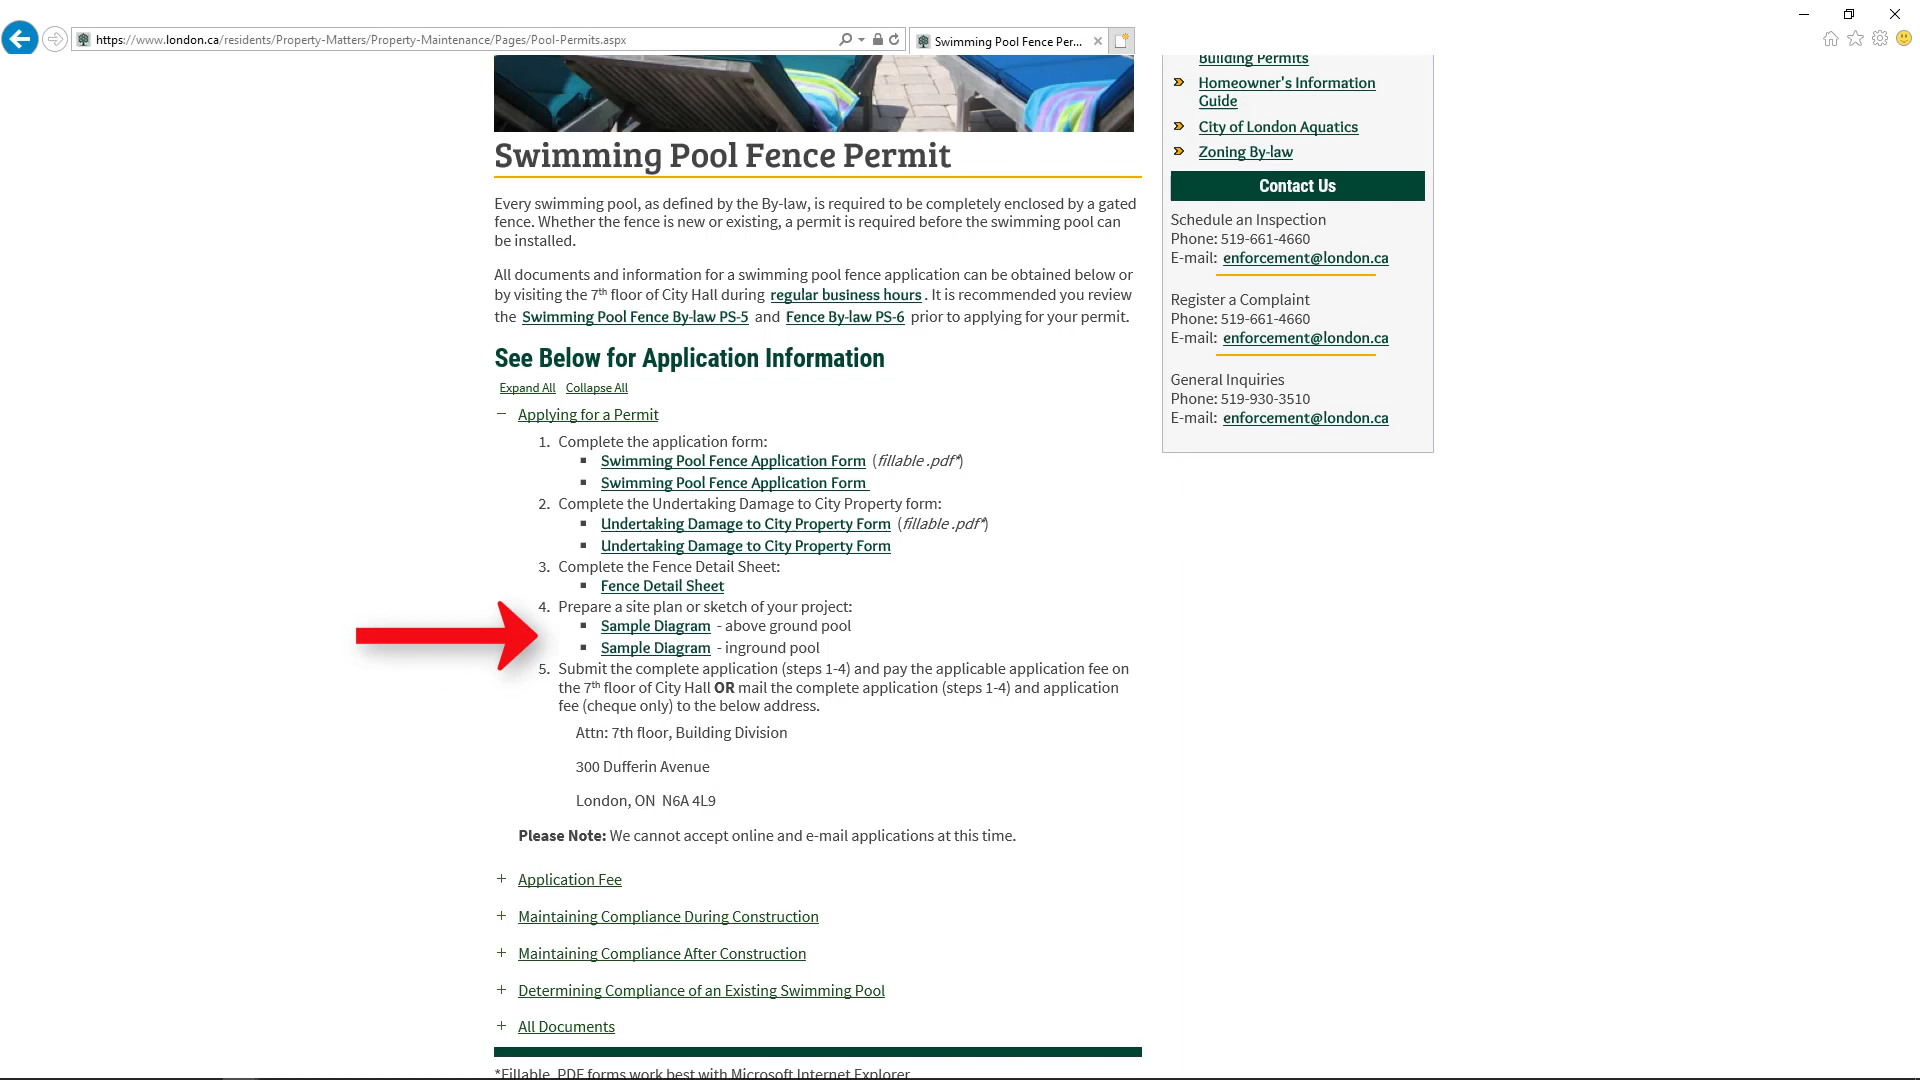 https://www.london.ca/residents/Property-Matters/Property-Maintenance/Pages/Pool-Permits.aspx
Swimming Pool Fence Per...
Swimming Pool Fence Permit
Every swimming pool, as defined by the By-law, is required to be completely enclosed by a gated
fence. Whether the fence is new or existing, a permit is required before the swimming pool can
be installed.
All documents and information for a swimming pool fence application can be obtained below or
by visiting the 7th floor of City Hall during regular business hours . It is recommended you review
the Swimming Pool Fence By-law PS-5 and Fence By-law PS-6 prior to applying for your permit.
See Below for Application Information
Expand All Collapse All
− Applying for a Permit
1. Complete the application form:
▪ Swimming Pool Fence Application Form (fillable .pdf*)
▪ Swimming Pool Fence Application Form
2. Complete the Undertaking Damage to City Property form:
▪ Undertaking Damage to City Property Form (fillable .pdf*)
▪ Undertaking Damage to City Property Form
3. Complete the Fence Detail Sheet:
▪ Fence Detail Sheet
4. Prepare a site plan or sketch of your project:
▪ Sample Diagram - above ground pool
▪ Sample Diagram - inground pool
5. Submit the complete application (steps 1-4) and pay the applicable application fee on
the 7th floor of City Hall OR mail the complete application (steps 1-4) and application
fee (cheque only) to the below address.
Attn: 7th floor, Building Division
300 Dufferin Avenue
London, ON N6A 4L9
Please Note: We cannot accept online and e-mail applications at this time.
+ Application Fee
+ Maintaining Compliance During Construction
+ Maintaining Compliance After Construction
+ Determining Compliance of an Existing Swimming Pool
+ All Documents
*Fillable .PDF forms work best with Microsoft Internet Explorer
Building Permits
Homeowner's Information
Guide
City of London Aquatics
Zoning By-law
Contact Us
Schedule an Inspection
Phone: 519-661-4660
E-mail: enforcement@london.ca
Register a Complaint
Phone: 519-661-4660
E-mail: enforcement@london.ca
General Inquiries
Phone: 519-930-3510
E-mail: enforcement@london.ca